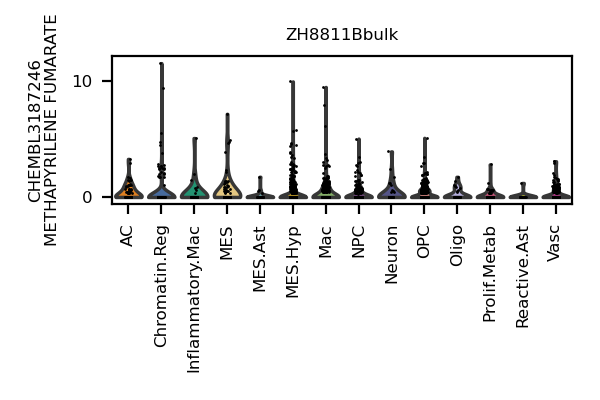 ZH8811Bbulk
CHEMBL3187246
METHAPYRILENE FUMARATE
10
0
AC
Chromatin.Reg
Inflammatory.Mac
MES
MES.Ast
MES.Hyp
Mac
NPC
Neuron
OPC
Oligo
Prolif.Metab
Reactive.Ast
Vasc